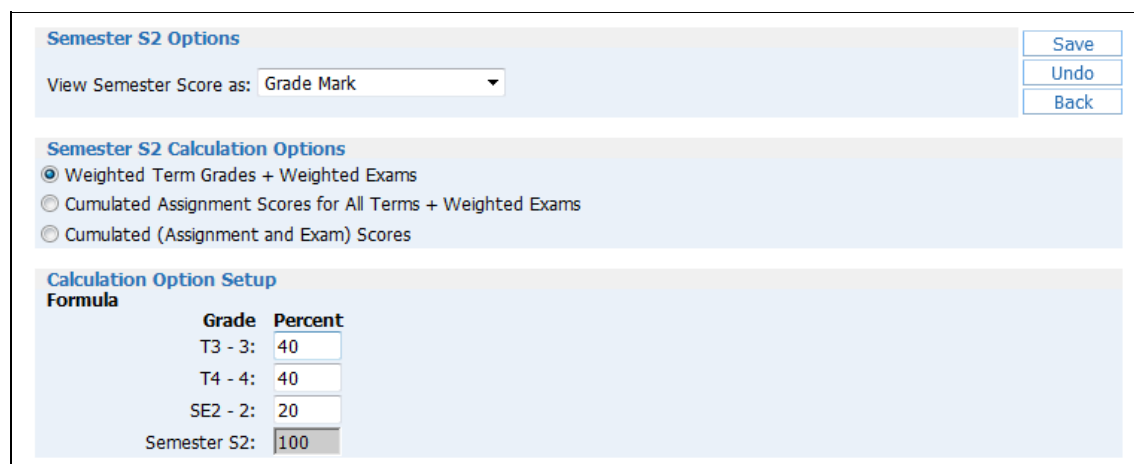 Semester S2 Options
Save
View Semester Score as: Grade Mark
Undo
Back
Semester S2 Calculation Options
Weighted Term Grades + Weighted Exams
Cumulated Assignment Scores for All Terms + Weighted Exams
Cumulated (Assignment and Exam) Scores
Calculation Option Setup
Formula
Grade Percent
T3 - 3: 40
T4 - 4: 40
SE2 - 2: 20
Semester S2: 100